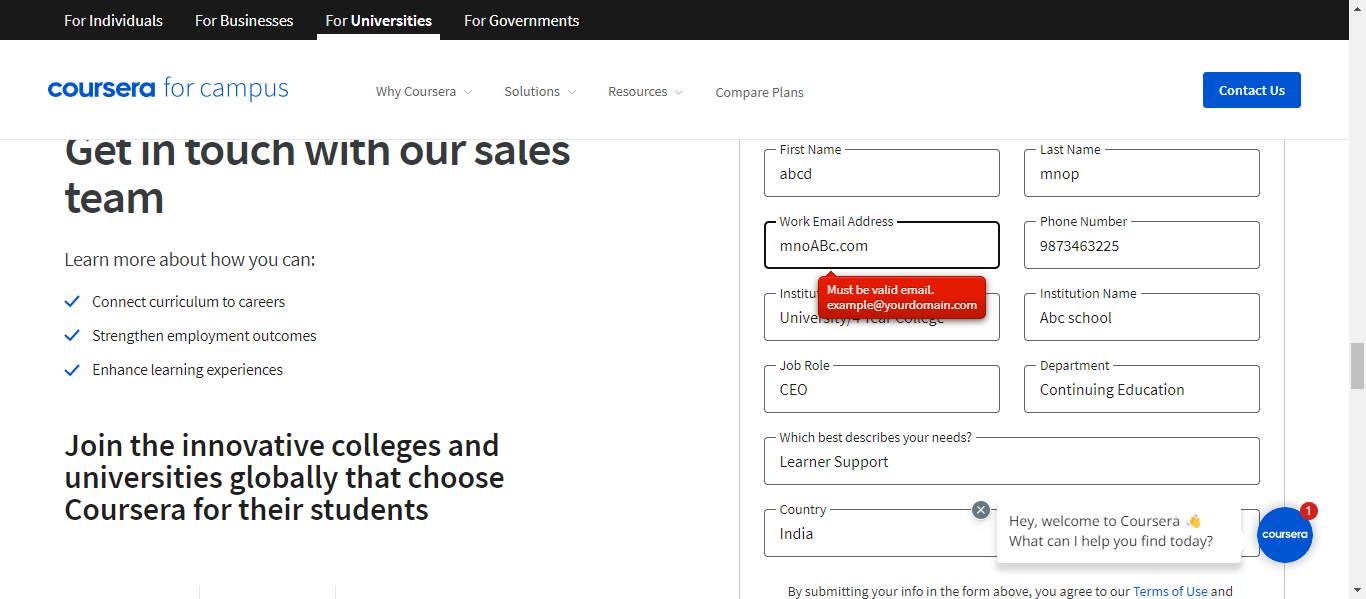 For Individuals For Businesses For Universities For Governments
coursera for campus Why Coursera Solutions Resources Compare Plans Contact Us
Get in touch with our sales
team
Learn more about how you can:
Connect curriculum to careers
Strengthen employment outcomes
Enhance learning experiences
Join the innovative colleges and
universities globally that choose
Coursera for their students
First Name Last Name
abcd mnop
Work Email Address Phone Number
mnoABc.com 9873463225
Must be valid email.
example@yourdomain.com
Institution Name
University/4 Year College Abc school
Job Role Department
CEO Continuing Education
Which best describes your needs?
Learner Support
Country
India
Hey, welcome to Coursera 👋
What can I help you find today?
coursera
1
By submitting your info in the form above, you agree to our Terms of Use and